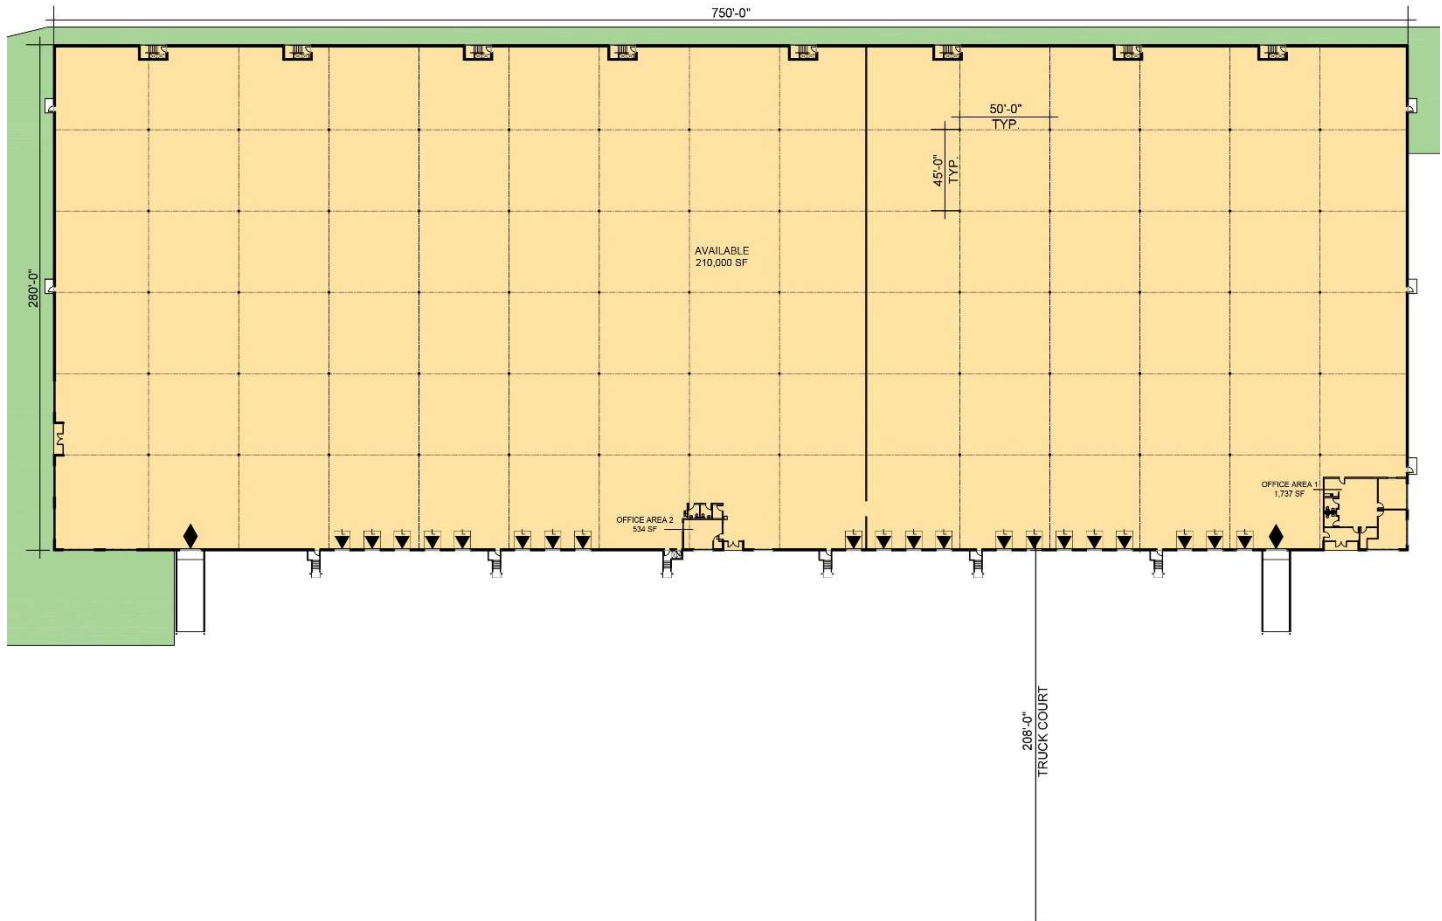 750'-0"
50'-0"
TYP.
45'-0"
TYP.
AVAILABLE
210,000 SF
280'-0"
OFFICE AREA 1
1,737 SF
OFFICE AREA 2
534 SF
208'-0"
TRUCK COURT